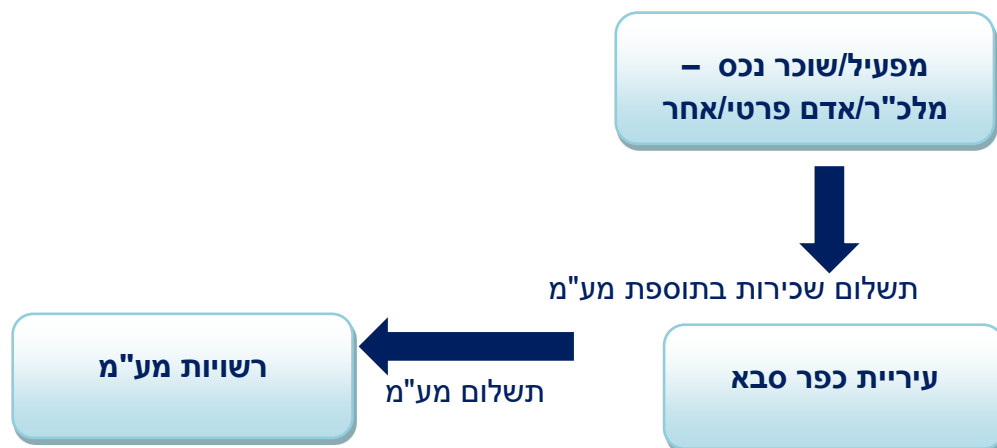 מפעיל/שוכר נכס –
מלכ"ר/אדם פרטי/אחר
תשלום שכירות בתוספת מע"מ
עיריית כפר סבא
תשלום מע"מ
רשויות מע"מ